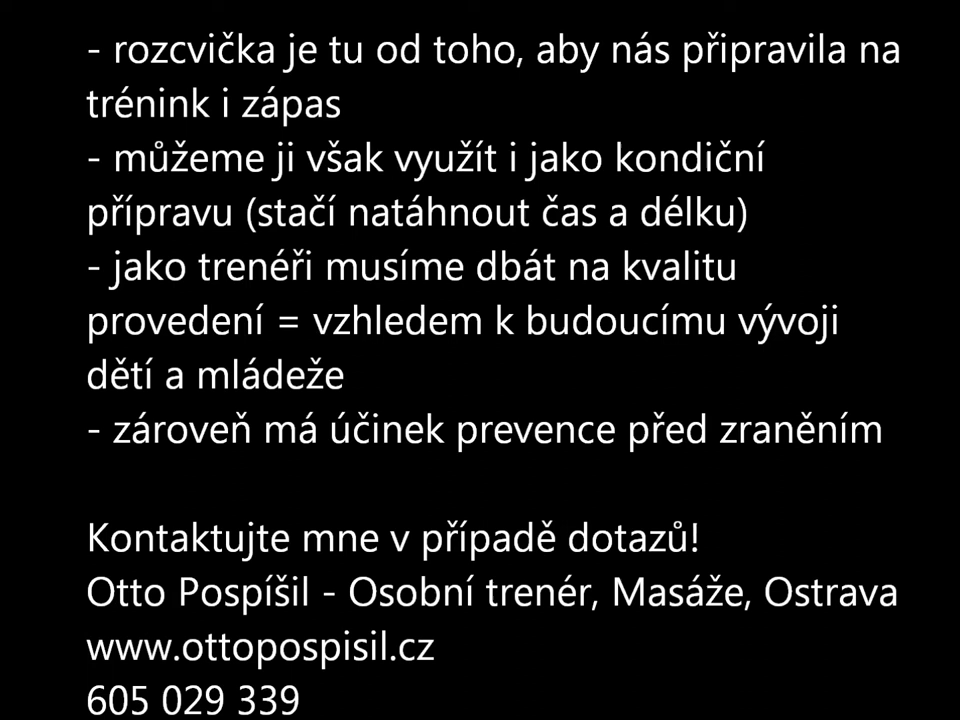 - rozcvička je tu od toho, aby nás připravila na
trénink i zápas
- můžeme ji však využít i jako kondiční
přípravu (stačí natáhnout čas a délku)
- jako trenéři musíme dbát na kvalitu
provedení = vzhledem k budoucímu vývoji
dětí a mládeže
- zároveň má účinek prevence před zraněním
Kontaktujte mne v případě dotazů!
Otto Pospíšil - Osobní trenér, Masáže, Ostrava
www.ottopospisil.cz
605 029 339